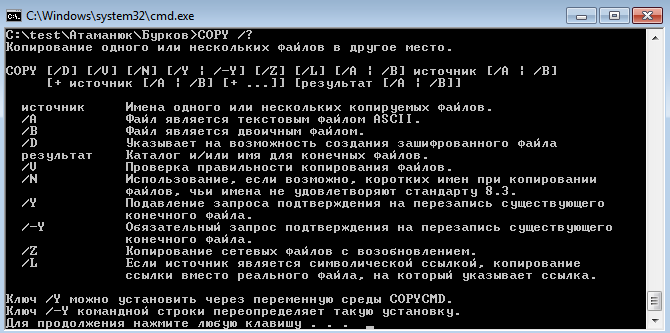 C:\Windows\system32\cmd.exe
C:\test\Атаманюк\Бурков>COPY /?
Копирование одного или нескольких файлов в другое место.
COPY [/D] [/V] [/N] [/Y ¦ /-Y] [/Z] [/L] [/A ¦ /B] источник [/A ¦ /B]
[+ источник [/A ¦ /B] [+ ...]] [результат [/A ¦ /B]]
источник Имена одного или нескольких копируемых файлов.
/A Файл является текстовым файлом ASCII.
/B Файл является двоичным файлом.
/D Указывает на возможность создания зашифрованного файла
результат Каталог и/или имя для конечных файлов.
/V Проверка правильности копирования файлов.
/N Использование, если возможно, коротких имен при копировании
файлов, чьи имена не удовлетворяют стандарту 8.3.
/Y Подавление запроса подтверждения на перезапись существующего
конечного файла.
/-Y Обязательный запрос подтверждения на перезапись существующего
конечного файла.
/Z Копирование сетевых файлов с возобновлением.
/L Если источник является символической ссылкой, копирование
ссылки вместо реального файла, на который указывает ссылка.
Ключ /Y можно установить через переменную среды COPYCMD.
Ключ /-Y командной строки переопределяет такую установку.
Для продолжения нажмите любую клавишу . . .